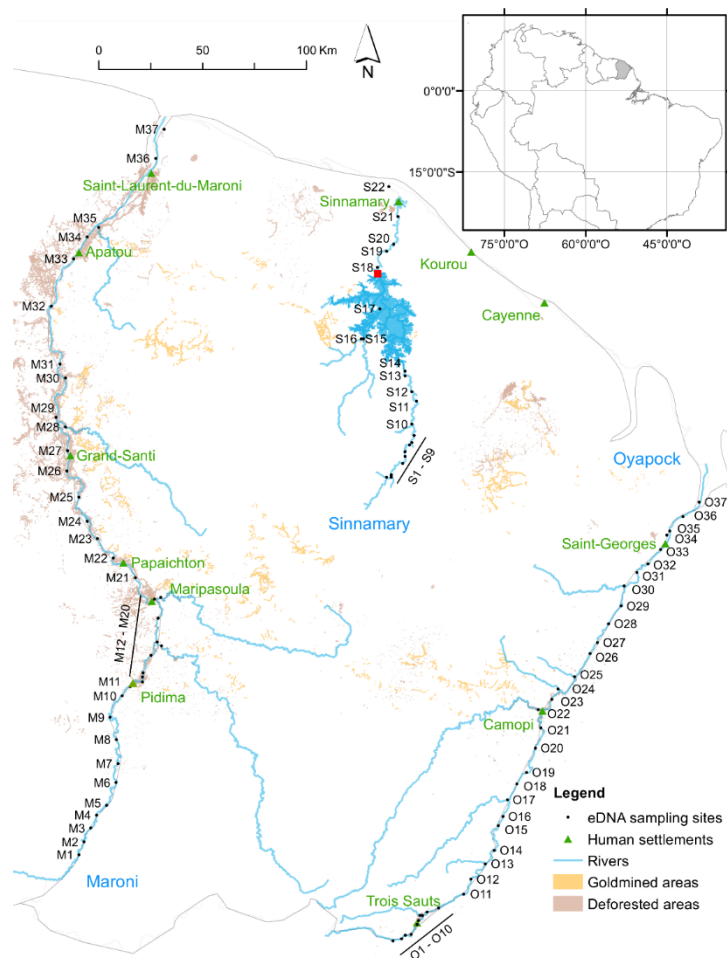 0 50 100 Km
N
0°0'0"
15°0'0"S
75°0'0"O 60°0'0"O 45°0'0"O
M37
M36
Saint-Laurent-du-Maroni
M35
M34
M33
Apatou
M32
M31
M30
M29
M28
M27
Grand-Santi
M26
M25
M24
M23
M22
Papaichton
M21
Maripasoula
M12 - M20
M11
Pidima
M10
M9
M8
M7
M6
M5
M4
M3
M2
M1
Maroni
S22
Sinnamary
S21
S20
S19
S18
S17
S16
S15
S14
S13
S12
S11
S10
S1 - S9
Sinnamary
Kourou
Cayenne
Oyapock
O37
O36
O35
O34
Saint-Georges
O33
O32
O31
O30
O29
O28
O27
O26
O25
O24
O23
O22
Camopi
O21
O20
O19
O18
O17
O16
O15
O14
O13
O12
O11
Trois Sauts
O1 - O10
Legend
eDNA sampling sites
Human settlements
Rivers
Goldmined areas
Deforested areas